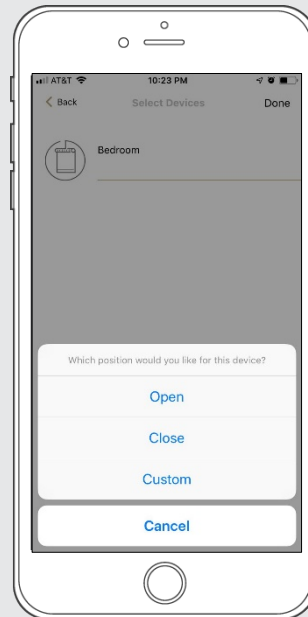 AT&T
10:23 PM
Back
Select Devices
Done
Bedroom
Which position would you like for this device?
Open
Close
Custom
Cancel